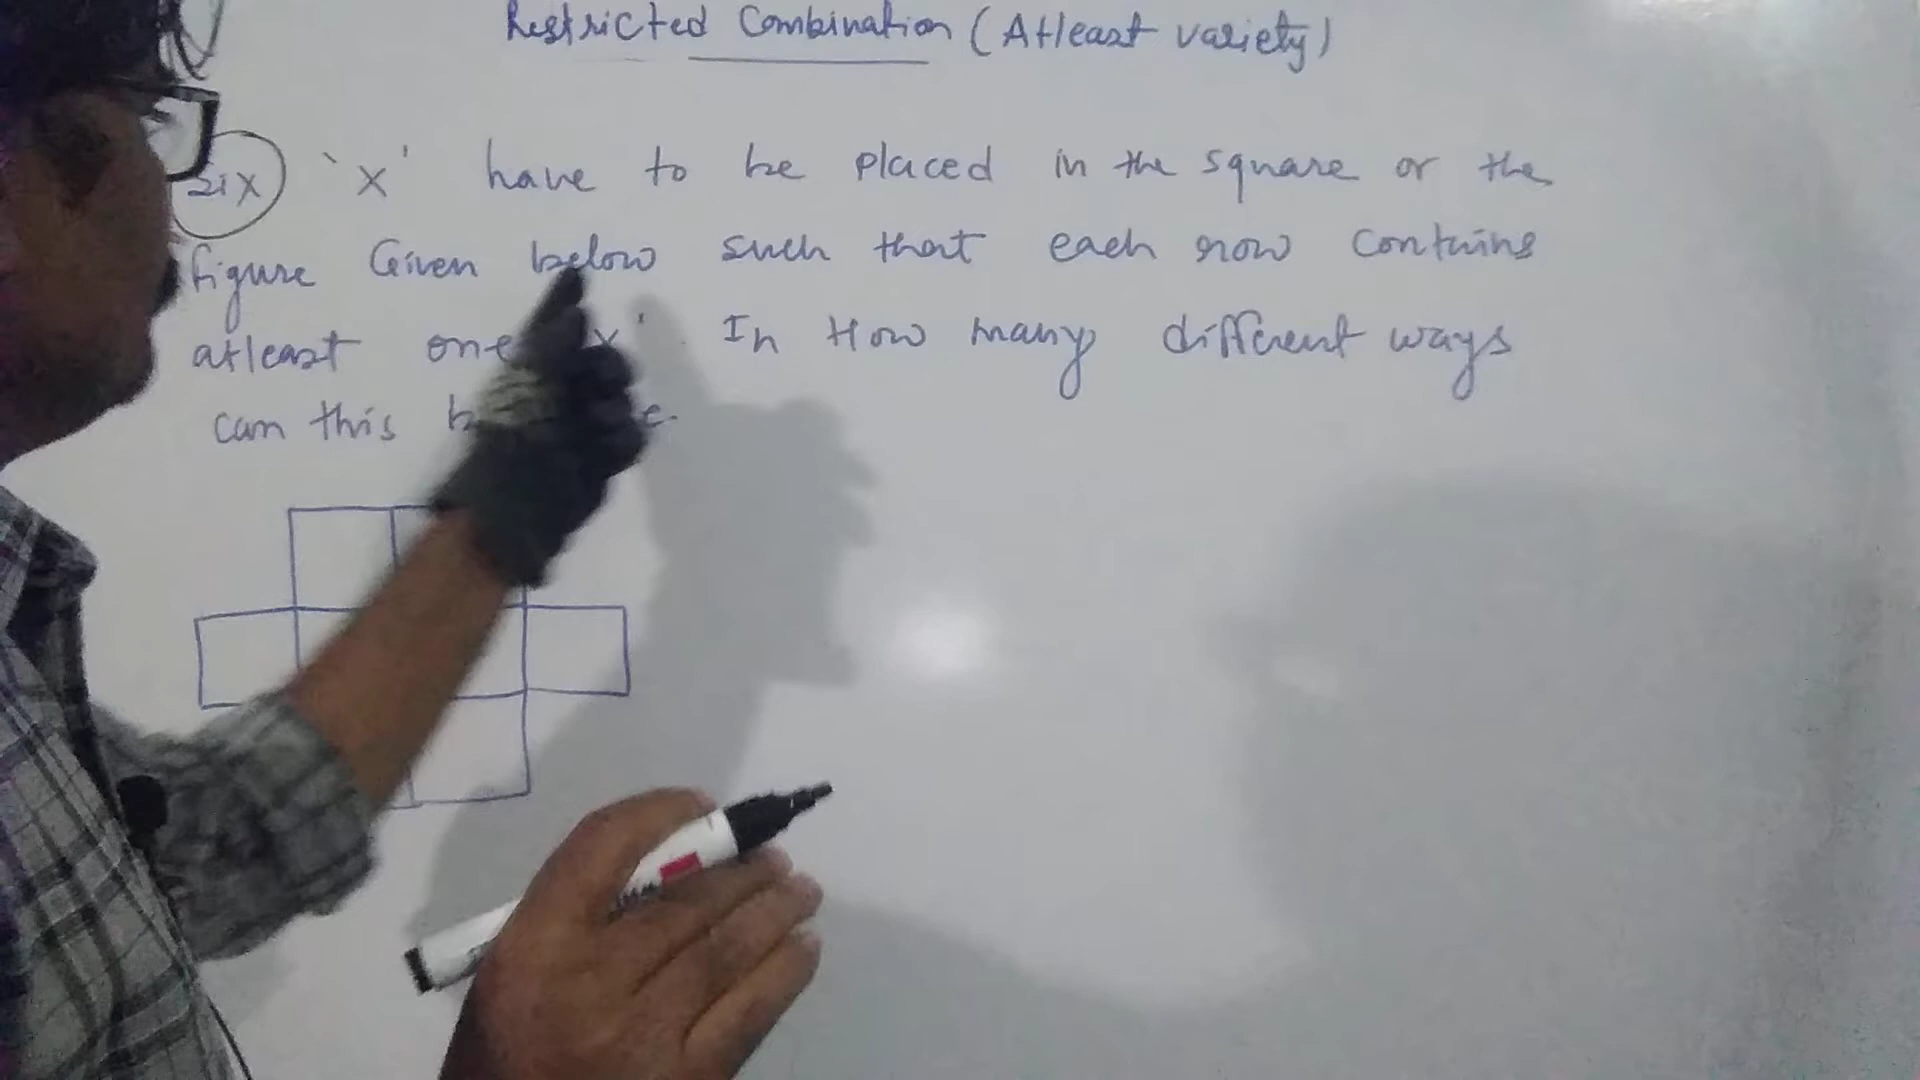 Restricted Combination (Atleast variety)
six 'x' have to be placed in the square or the
figure Given below such that each row contains
atleast one x' In How many different ways
can this